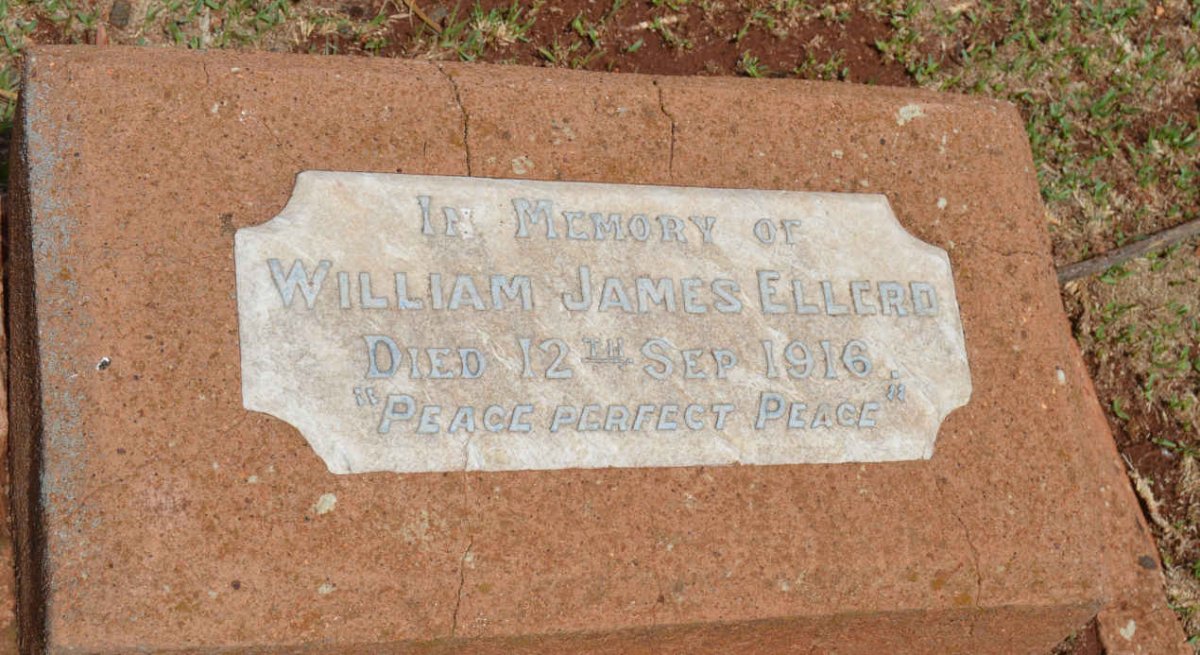 In Memory of
William James Ellerd
Died 12TH Sep 1916.
"Peace perfect Peace"